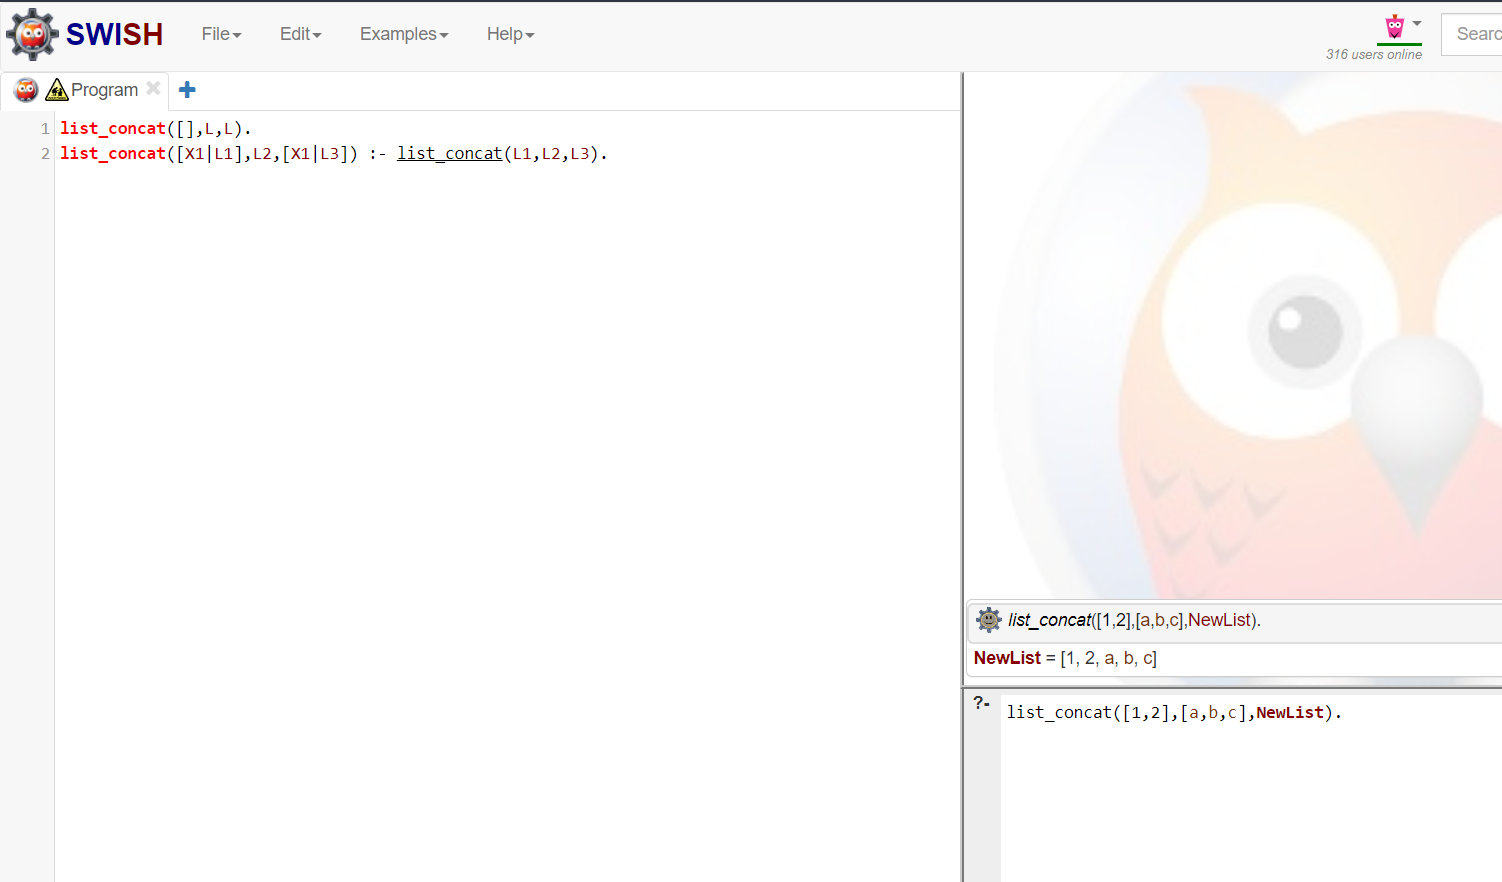 SWISH File Edit Examples Help
316 users online
Searc
Program
1 list_concat([],L,L).
2 list_concat([X1|L1],L2,[X1|L3]) :- list_concat(L1,L2,L3).
list_concat([1,2],[a,b,c],NewList).
NewList = [1, 2, a, b, c]
?- list_concat([1,2],[a,b,c],NewList).